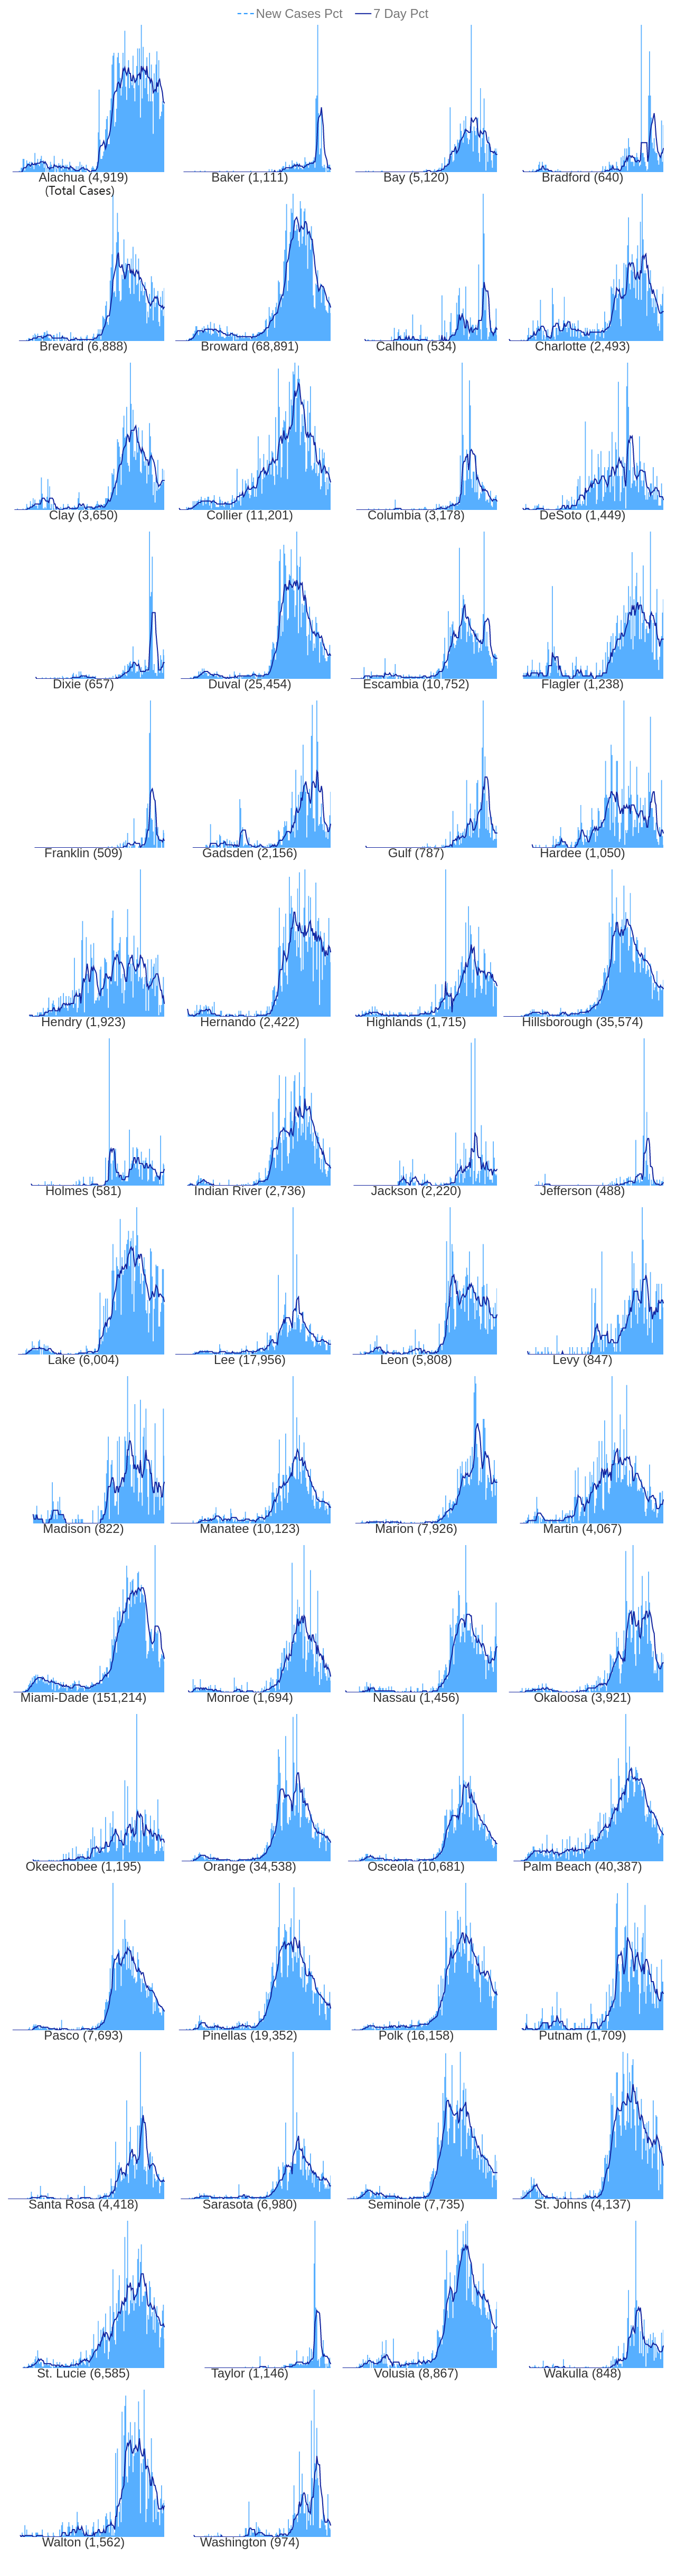 New Cases Pct 7 Day Pct
Alachua (4,919) Baker (1,111) Bay (5,120) Bradford (640)
(Total Cases)
Brevard (6,888) Broward (68,891) Calhoun (534) Charlotte (2,493)
Clay (3,650) Collier (11,201) Columbia (3,178) DeSoto (1,449)
Dixie (657) Duval (25,454) Escambia (10,752) Flagler (1,238)
Franklin (509) Gadsden (2,156) Gulf (787) Hardee (1,050)
Hendry (1,923) Hernando (2,422) Highlands (1,715) Hillsborough (35,574)
Holmes (581) Indian River (2,736) Jackson (2,220) Jefferson (488)
Lake (6,004) Lee (17,956) Leon (5,808) Levy (847)
Madison (822) Manatee (10,123) Marion (7,926) Martin (4,067)
Miami-Dade (151,214) Monroe (1,694) Nassau (1,456) Okaloosa (3,921)
Okeechobee (1,195) Orange (34,538) Osceola (10,681) Palm Beach (40,387)
Pasco (7,693) Pinellas (19,352) Polk (16,158) Putnam (1,709)
Santa Rosa (4,418) Sarasota (6,980) Seminole (7,735) St. Johns (4,137)
St. Lucie (6,585) Taylor (1,146) Volusia (8,867) Wakulla (848)
Walton (1,562) Washington (974)